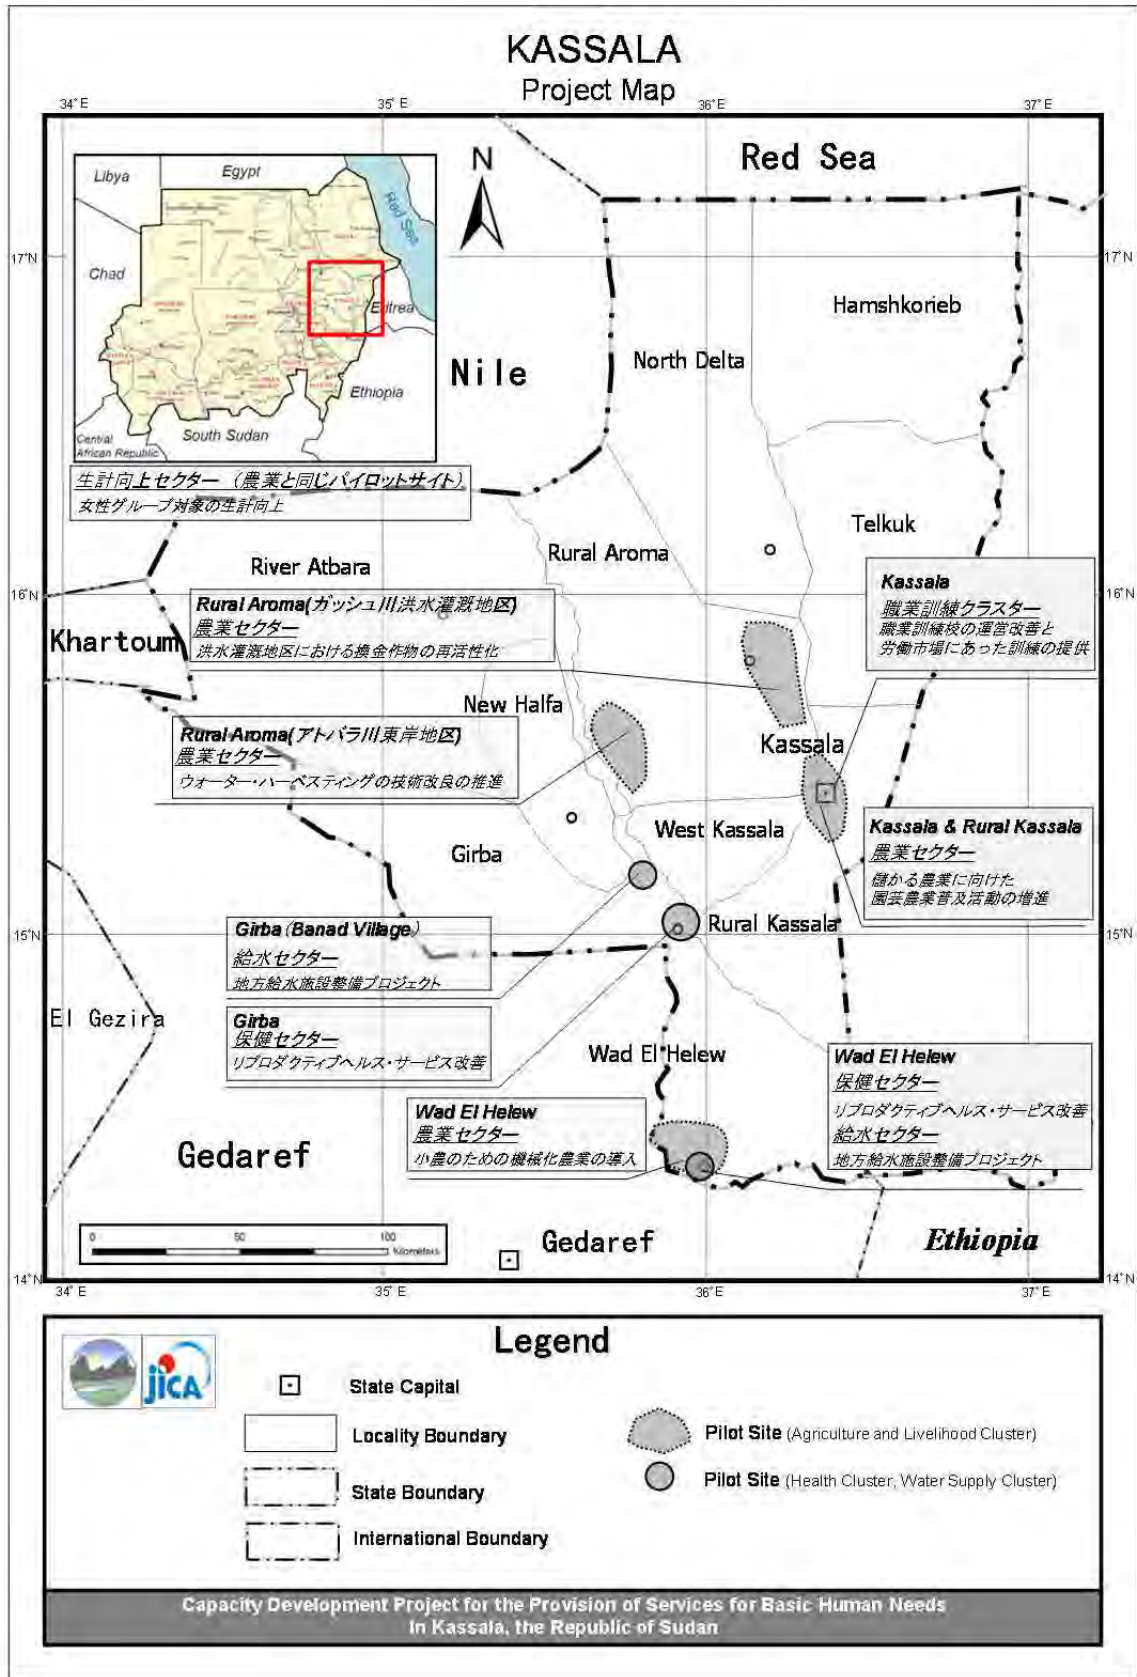 KASSALA
Project Map
34° E
35° E
36° E
37° E
Red Sea
N
Libya
Egypt
Red Sea
Chad
Eritrea
Ethiopia
South Sudan
Central
African Republic
17°N
17°N
Hamshkorieb
North Delta
Nile
生計向上セクター （農業と同じパイロットサイト）
女性グループ対象の生計向上
Telkuk
Rural Aroma
River Atbara
16°N
16°N
Rural Aroma(ガッシュ川洪水灌漑地区)
農業セクター
洪水灌漑地区における換金作物の再活性化
Kassala
職業訓練クラスター
職業訓練校の運営改善と
労働市場にあった訓練の提供
Khartoum
New Halfa
Rural Aroma(アトバラ川東岸地区)
農業セクター
ウォーター・ハーベスティングの技術改良の推進
Kassala
West Kassala
Girba
Kassala & Rural Kassala
農業セクター
儲かる農業に向けた
園芸農業普及活動の増進
Rural Kassala
15°N
15°N
Girba (Banad Village)
給水セクター
地方給水施設整備プロジェクト
El Gezira
Girba
保健セクター
リプロダクティブヘルス・サービス改善
Wad El Helew
Wad El Helew
保健セクター
リプロダクティブヘルス・サービス改善
給水セクター
地方給水施設整備プロジェクト
Wad El Helew
農業セクター
小農のための機械化農業の導入
Gedaref
0 50 100
Kilometers
Gedaref
Ethiopia
14°N
14°N
34° E
35° E
36° E
37° E
Legend
jICA
State Capital
Locality Boundary
State Boundary
International Boundary
Pilot Site (Agriculture and Livelihood Cluster)
Pilot Site (Health Cluster, Water Supply Cluster)
Capacity Development Project for the Provision of Services for Basic Human Needs
in Kassala, the Republic of Sudan